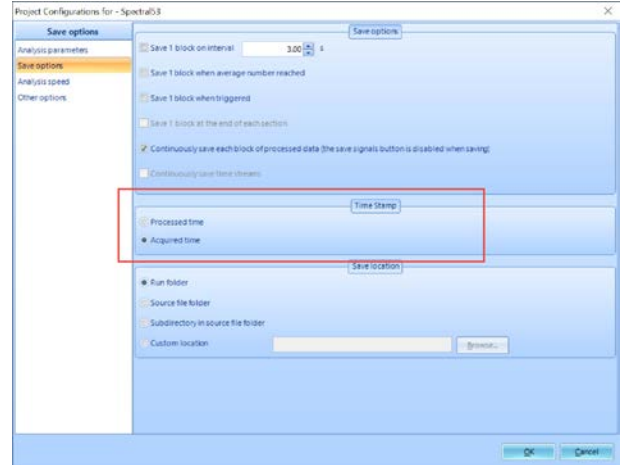 Project Configurations for - Spectral53
Save options
Analysis parameters
Save options
Analysis speed
Other options
Save options
Save 1 block on interval 3.00 s
Save 1 block when average number reached
Save 1 block when triggered
Save 1 block at the end of each section
Continuously save each block of processed data (the save signals button is disabled when saving)
Continuously save time streams
Time Stamp
Processed time
Acquired time
Save location
Run folder
Source file folder
Subdirectory in source file folder
Custom location
Browse...
OK Cancel